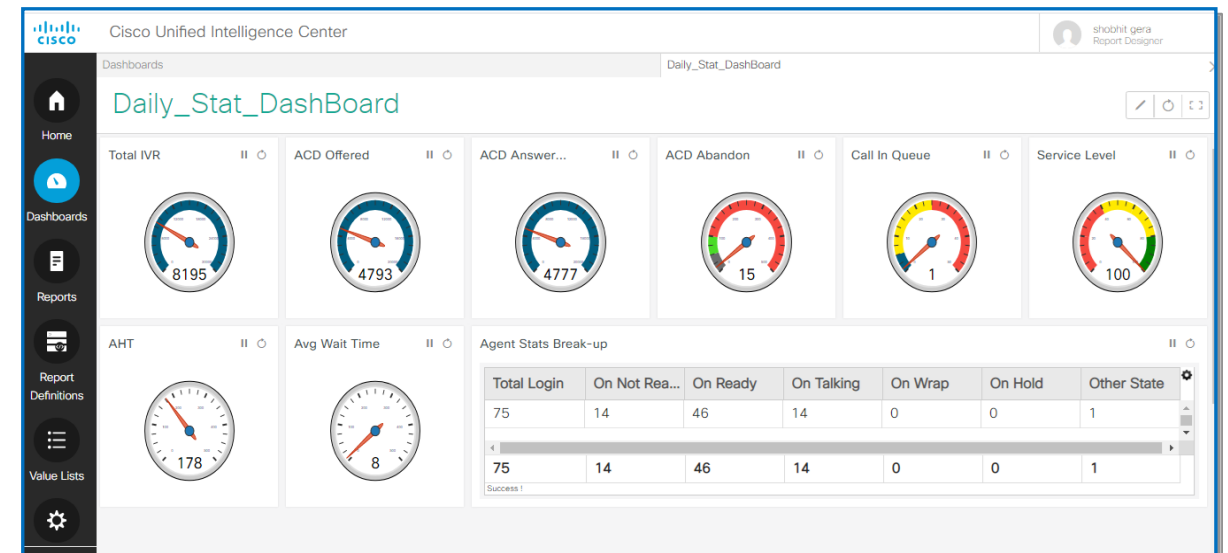 CISCO
Cisco Unified Intelligence Center
shobhit gera
Report Designer
Dashboards
Daily_Stat_DashBoard
Daily_Stat_DashBoard
Home
Dashboards
Reports
Report
Definitions
Value Lists
Total IVR
8195
ACD Offered
4793
ACD Answer...
4777
ACD Abandon
15
Call In Queue
1
Service Level
100
AHT
178
Avg Wait Time
8
Agent Stats Break-up
Total Login On Not Rea... On Ready On Talking On Wrap On Hold Other State
75 14 46 14 0 0 1
75 14 46 14 0 0 1
Success !